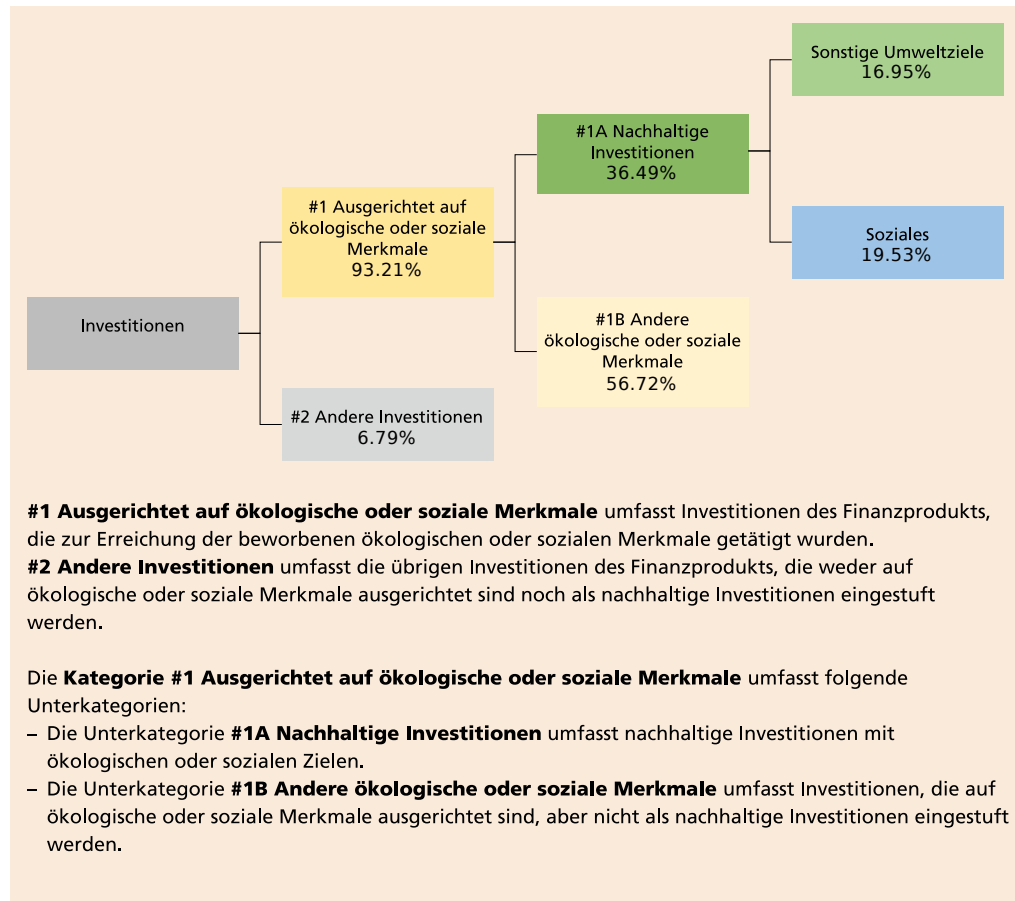 Sonstige Umweltziele
16.95%
#1A Nachhaltige
Investitionen
36.49%
#1 Ausgerichtet auf
ökologische oder soziale
Merkmale
93.21%
Soziales
19.53%
Investitionen
#1B Andere
ökologische oder soziale
Merkmale
56.72%
#2 Andere Investitionen
6.79%
#1 Ausgerichtet auf ökologische oder soziale Merkmale umfasst Investitionen des Finanzprodukts,
die zur Erreichung der beworbenen ökologischen oder sozialen Merkmale getätigt wurden.
#2 Andere Investitionen umfasst die übrigen Investitionen des Finanzprodukts, die weder auf
ökologische oder soziale Merkmale ausgerichtet sind noch als nachhaltige Investitionen eingestuft
werden.
Die Kategorie #1 Ausgerichtet auf ökologische oder soziale Merkmale umfasst folgende
Unterkategorien:
– Die Unterkategorie #1A Nachhaltige Investitionen umfasst nachhaltige Investitionen mit
ökologischen oder sozialen Zielen.
– Die Unterkategorie #1B Andere ökologische oder soziale Merkmale umfasst Investitionen, die auf
ökologische oder soziale Merkmale ausgerichtet sind, aber nicht als nachhaltige Investitionen eingestuft
werden.